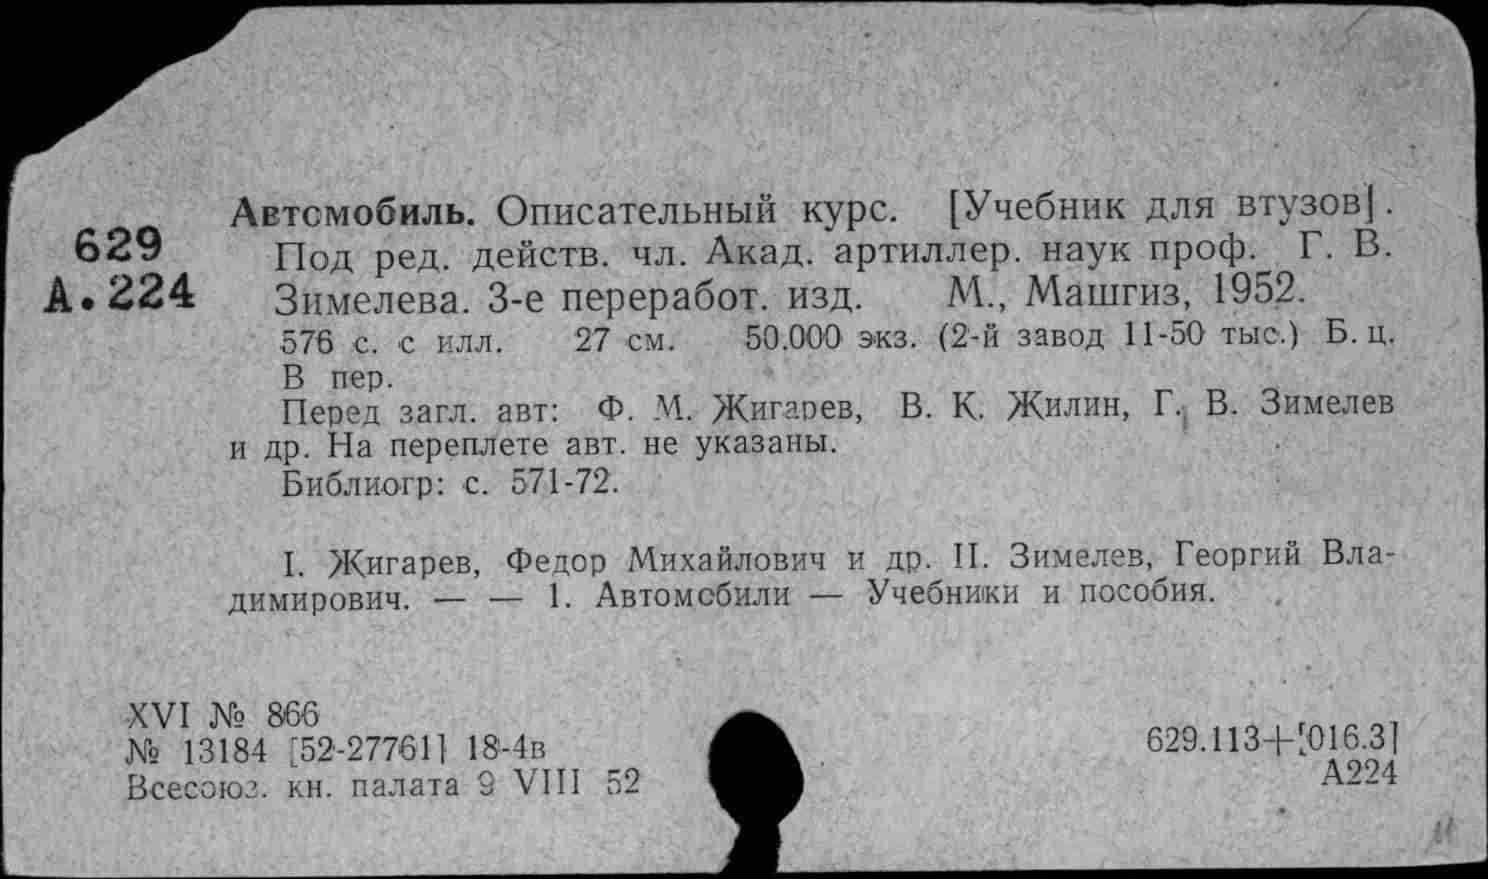 Автомобиль. Описательный курс. [Учебник для втузов].
629
Под ред. действ. чл. Акад. артиллер. наук проф. Г. В.
А.224
Зимелева. 3-е переработ. изд. М., Машгиз, 1952.
576 с. с илл. 27 см. 50.000 экз. (2-й завод 11-50 тыс.) Б. ц.
В пер.
Перед загл. авт: Ф. М. Жигарев, В. К. Жилин, Г. В. Зимелев
и др. На переплете авт. не указаны.
Библиогр: с. 571-72.
I. Жигарев, Федор Михайлович и др. II. Зимелев, Георгий Вла-
димирович. — — 1. Автомобили — Учебники и пособия.
XVI № 866
№ 13184 [52-27761] 18-4в
Всесоюз. кн. палата 9 VIII 52
629.113+[016.3]
А224